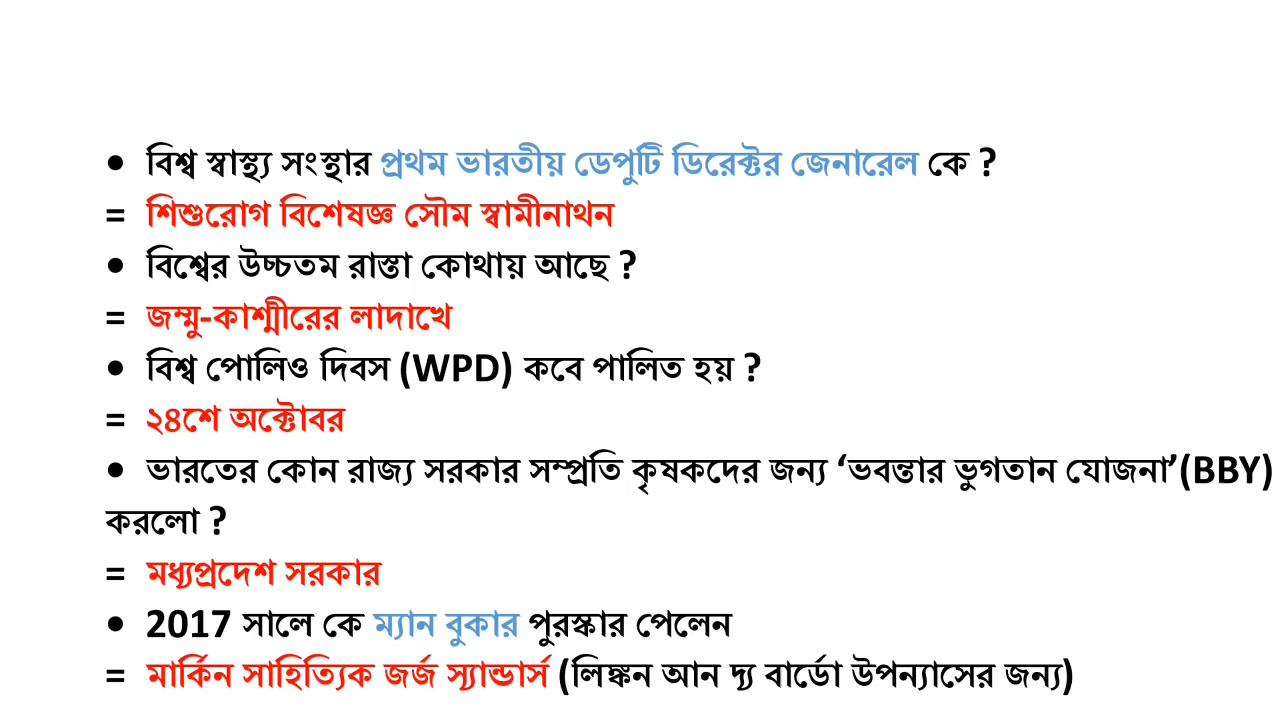 • বিশ্ব স্বাস্থ্য সংস্থার প্রথম ভারতীয় ডেপুটি ডিরেক্টর জেনারেল কে ?
= শিশুরোগ বিশেষজ্ঞ সৌম স্বামীনাথন
• বিশ্বের উচ্চতম রাস্তা কোথায় আছে ?
= জম্মু-কাশ্মীরের লাদাখে
• বিশ্ব পোলিও দিবস (WPD) কবে পালিত হয় ?
= ২৪শে অক্টোবর
• ভারতের কোন রাজ্য সরকার সম্প্রতি কৃষকদের জন্য ‘ভবন্তার ভুগতান যোজনা’(BBY)
করলো ?
= মধ্যপ্রদেশ সরকার
• 2017 সালে কে ম্যান বুকার পুরস্কার পেলেন
= মার্কিন সাহিত্যিক জর্জ স্যান্ডার্স (লিঙ্কন আন দ্য বার্ডো উপন্যাসের জন্য)